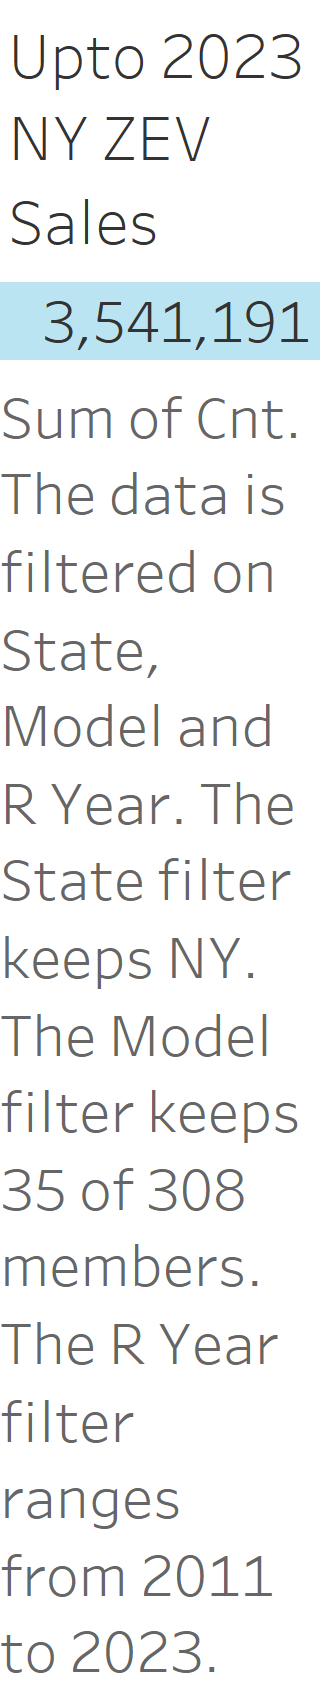 Upto 2023
NY ZEV
Sales
3,541,191
Sum of Cnt.
The data is
filtered on
State,
Model and
R Year. The
State filter
keeps NY.
The Model
filter keeps
35 of 308
members.
The R Year
filter
ranges
from 2011
to 2023.